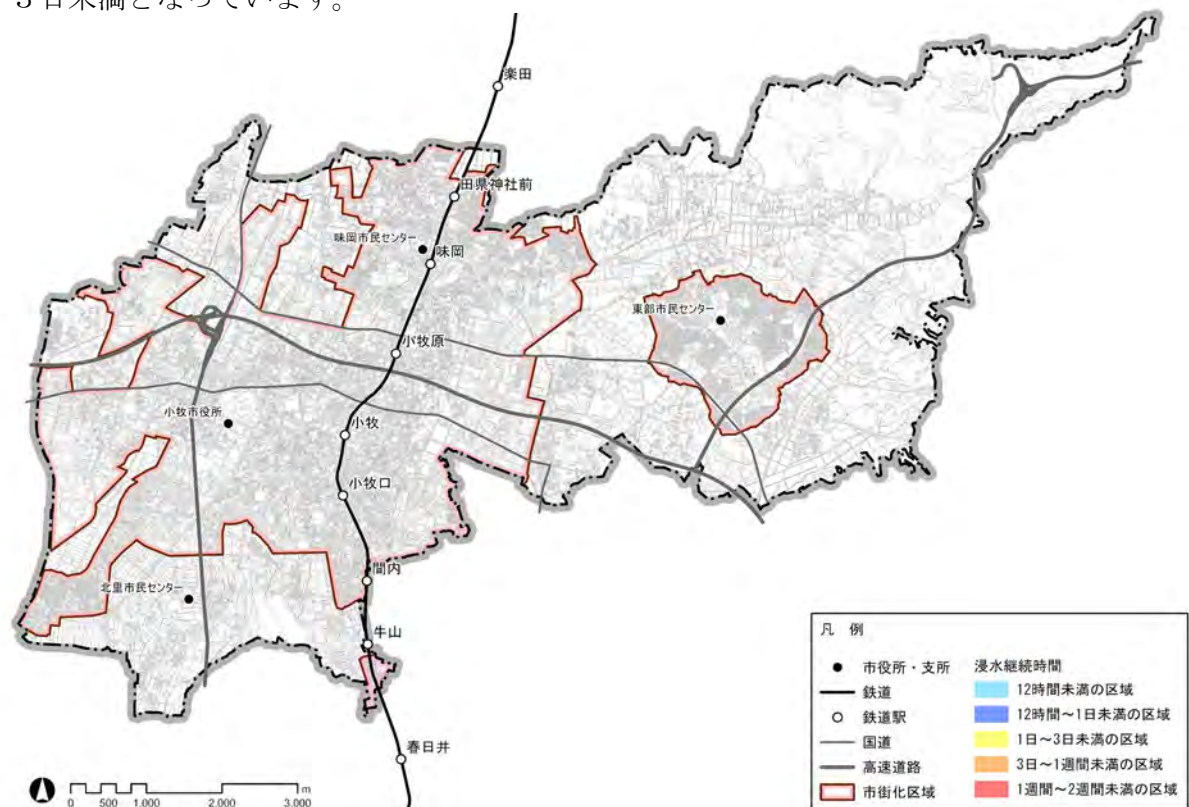 3日未満となっています。
楽田
田県神社前
味岡市民センター
味岡
東部市民センター
小牧原
小牧市役所
小牧
小牧口
間内
北里市民センター
牛山
春日井
凡 例
市役所・支所
鉄道
鉄道駅
国道
高速道路
市街化区域
浸水継続時間
12時間未満の区域
12時間～1日未満の区域
1日～3日未満の区域
3日～1週間未満の区域
1週間～2週間未満の区域
0 500 1,000 2,000 3,000 m